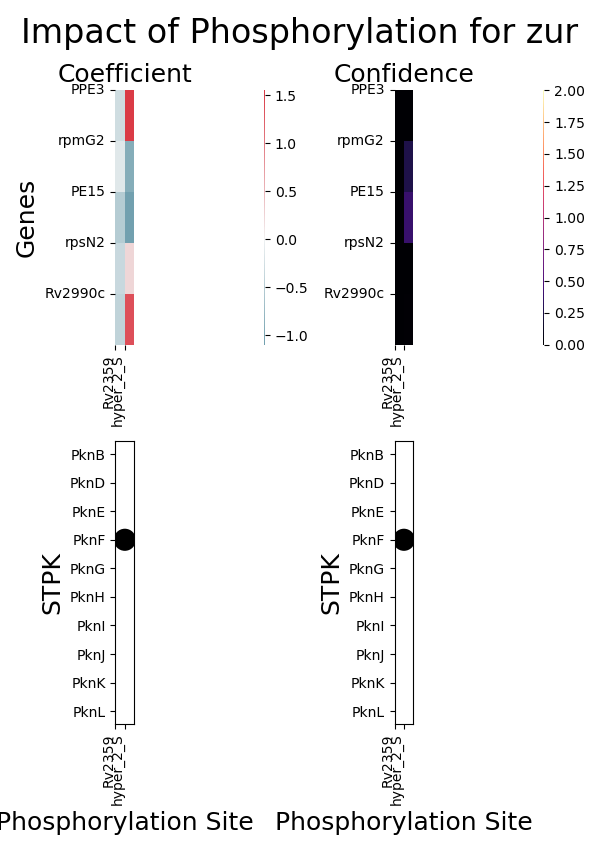 Impact of Phosphorylation for zur
Coefficient
Confidence
Genes
PPE3
rpmG2
PE15
rpsN2
Rv2990c
1.5
1.0
0.5
0.0
−0.5
−1.0
Rv2359
hyper_2_S
PPE3
rpmG2
PE15
rpsN2
Rv2990c
2.00
1.75
1.50
1.25
1.00
0.75
0.50
0.25
0.00
Rv2359
hyper_2_S
STPK
PknB
PknD
PknE
PknF
PknG
PknH
PknI
PknJ
PknK
PknL
Rv2359
hyper_2_S
Phosphorylation Site
STPK
PknB
PknD
PknE
PknF
PknG
PknH
PknI
PknJ
PknK
PknL
Rv2359
hyper_2_S
Phosphorylation Site